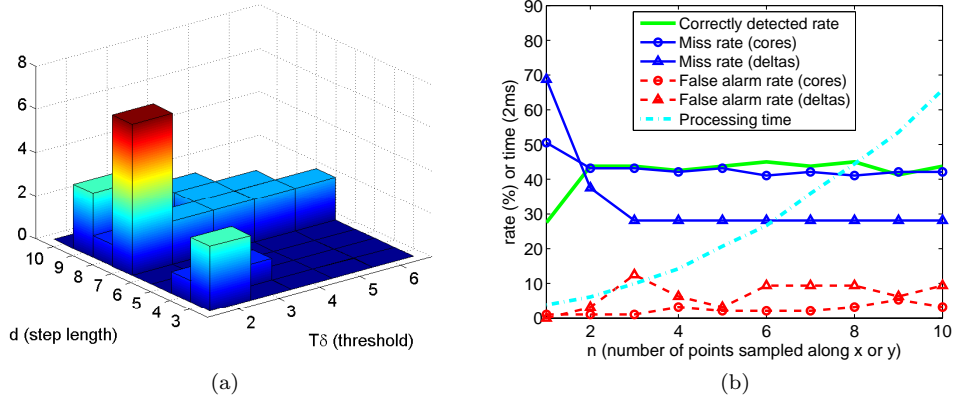 8
6
4
2
0
10
9
8
7
6
5
4
3
2
3
4
5
6
d (step length)
Tδ (threshold)
(a)
90
80
70
60
50
40
30
20
10
0
2
4
6
8
10
rate (%) or time (2ms)
n (number of points sampled along x or y)
Correctly detected rate
Miss rate (cores)
Miss rate (deltas)
False alarm rate (cores)
False alarm rate (deltas)
Processing time
(b)